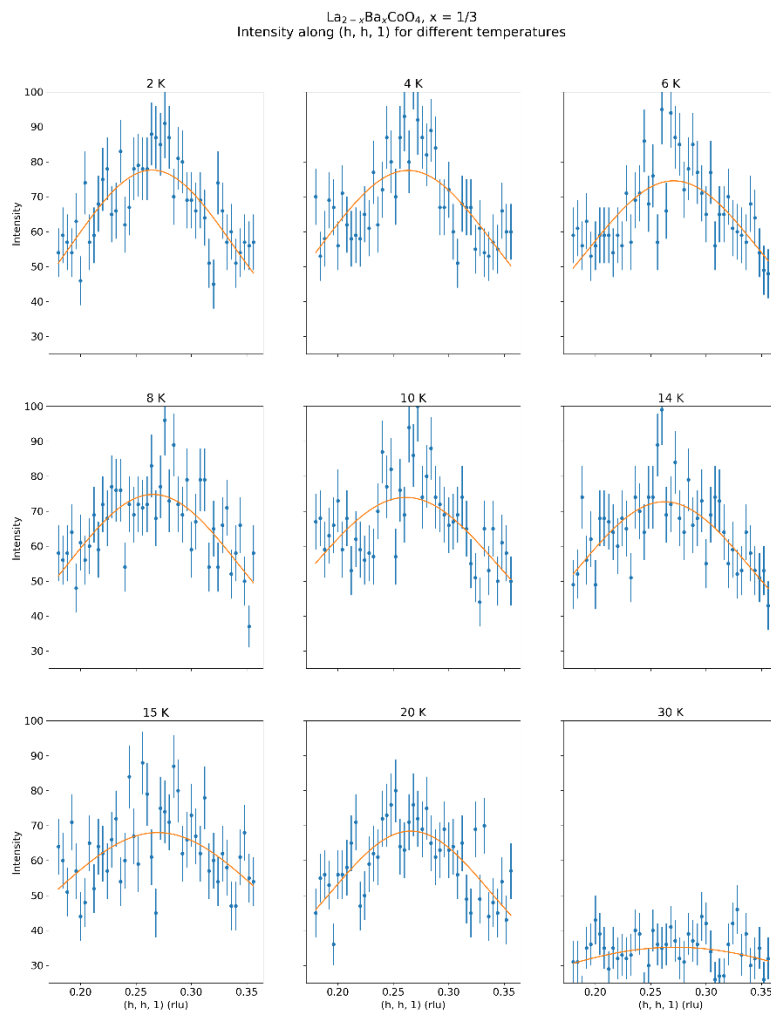 La₂₋ₓBaₓCoO₄, x = 1/3
Intensity along (h, h, 1) for different temperatures
2 K
4 K
6 K
100
90
80
70
60
50
40
30
Intensity
8 K
10 K
14 K
100
90
80
70
60
50
40
30
Intensity
15 K
20 K
30 K
100
90
80
70
60
50
40
30
Intensity
0.20 0.25 0.30 0.35
0.20 0.25 0.30 0.35
0.20 0.25 0.30 0.35
(h, h, 1) (rlu)
(h, h, 1) (rlu)
(h, h, 1) (rlu)